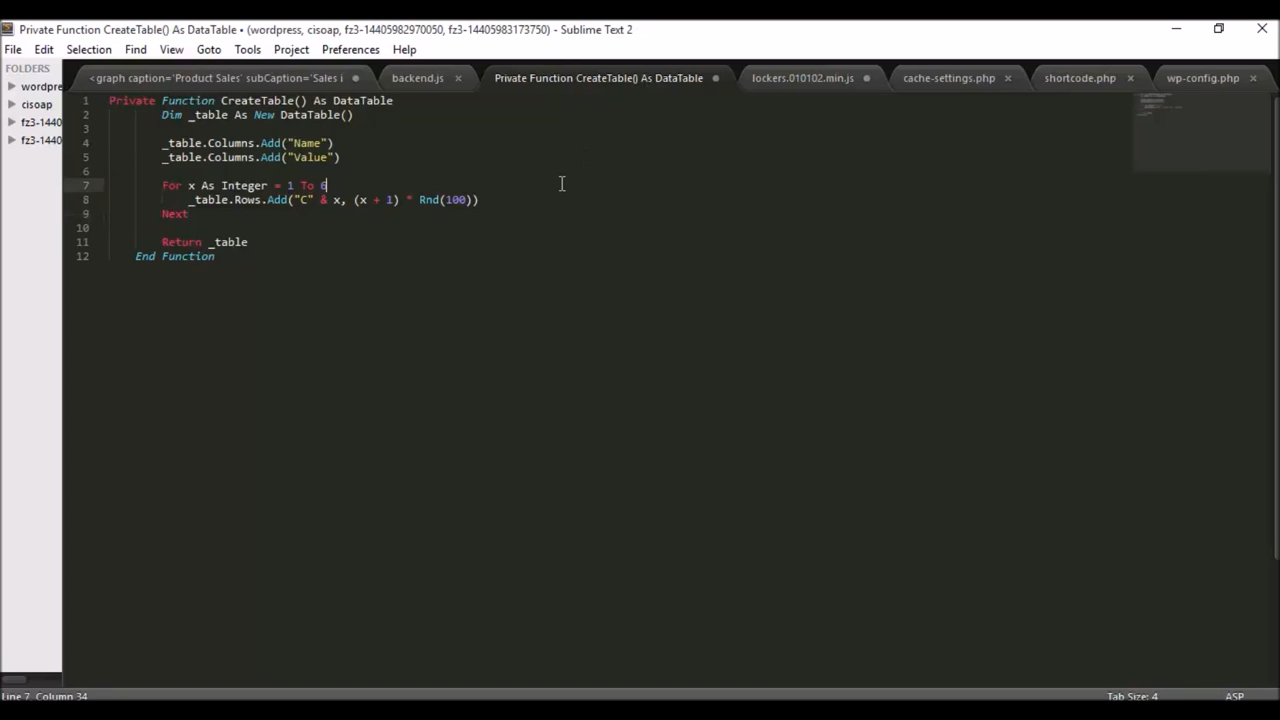 Private Function CreateTable() As DataTable • (wordpress, cisoap, fz3-14405982970050, fz3-14405983173750) - Sublime Text 2
File Edit Selection Find View Goto Tools Project Preferences Help
FOLDERS
wordpre
cisoap
fz3-1440
fz3-1440
<graph caption='Product Sales' subCaption='Sales i backend.js × Private Function CreateTable() As DataTable lockers.010102.min.js cache-settings.php × shortcode.php × wp-config.php ×
1 Private Function CreateTable() As DataTable
2 Dim _table As New DataTable()
3
4 _table.Columns.Add("Name")
5 _table.Columns.Add("Value")
6
7 For x As Integer = 1 To 6
8 _table.Rows.Add("C" & x, (x + 1) * Rnd(100))
9 Next
10
11 Return _table
12 End Function
Line 7, Column 34 Tab Size: 4 ASP